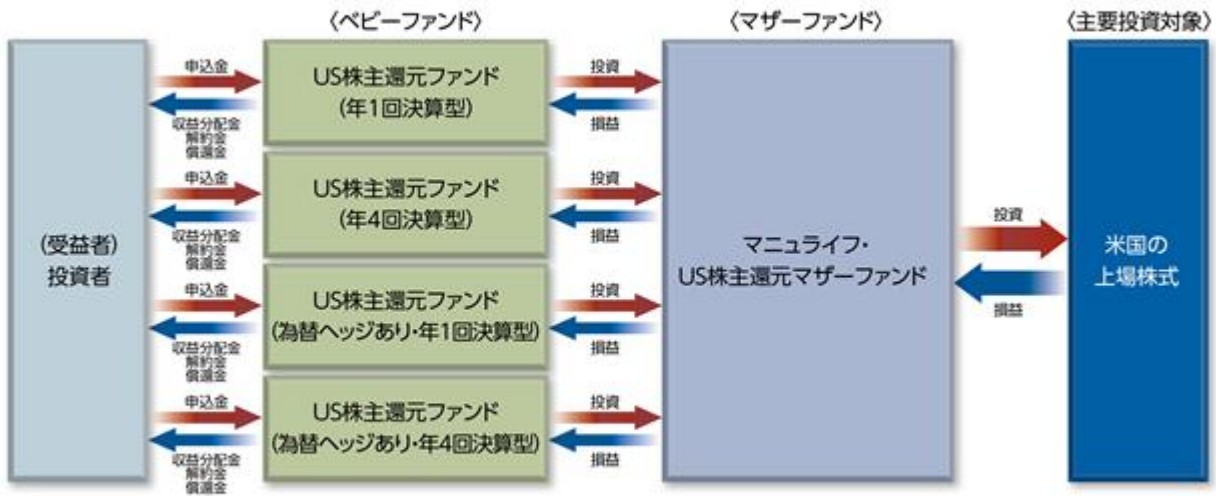 〈ベビーファンド〉
〈マザーファンド〉
〈主要投資対象〉
(受益者)
投資者
申込金
収益分配金
解約金
償還金
US株主還元ファンド
(年1回決算型)
投資
損益
申込金
収益分配金
解約金
償還金
US株主還元ファンド
(年4回決算型)
投資
損益
申込金
収益分配金
解約金
償還金
US株主還元ファンド
(為替ヘッジあり・年1回決算型)
投資
損益
申込金
収益分配金
解約金
償還金
US株主還元ファンド
(為替ヘッジあり・年4回決算型)
投資
損益
マニュライフ・
US株主還元マザーファンド
投資
損益
米国の
上場株式